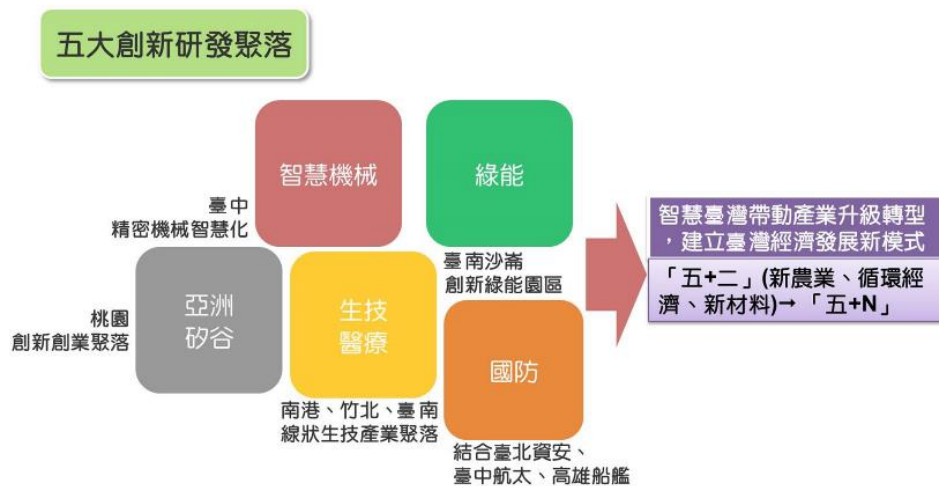 五大創新研發聚落
智慧機械
綠能
臺中
精密機械智慧化
臺南沙崙
創新綠能園區
亞洲
矽谷
桃園
創新創業聚落
生技
醫療
南港、竹北、臺南
線狀生技產業聚落
國防
結合臺北資安、
臺中航太、高雄船艦
智慧臺灣帶動產業升級轉型
，建立臺灣經濟發展新模式
「五+二」(新農業、循環經
濟、新材料)→「五+N」